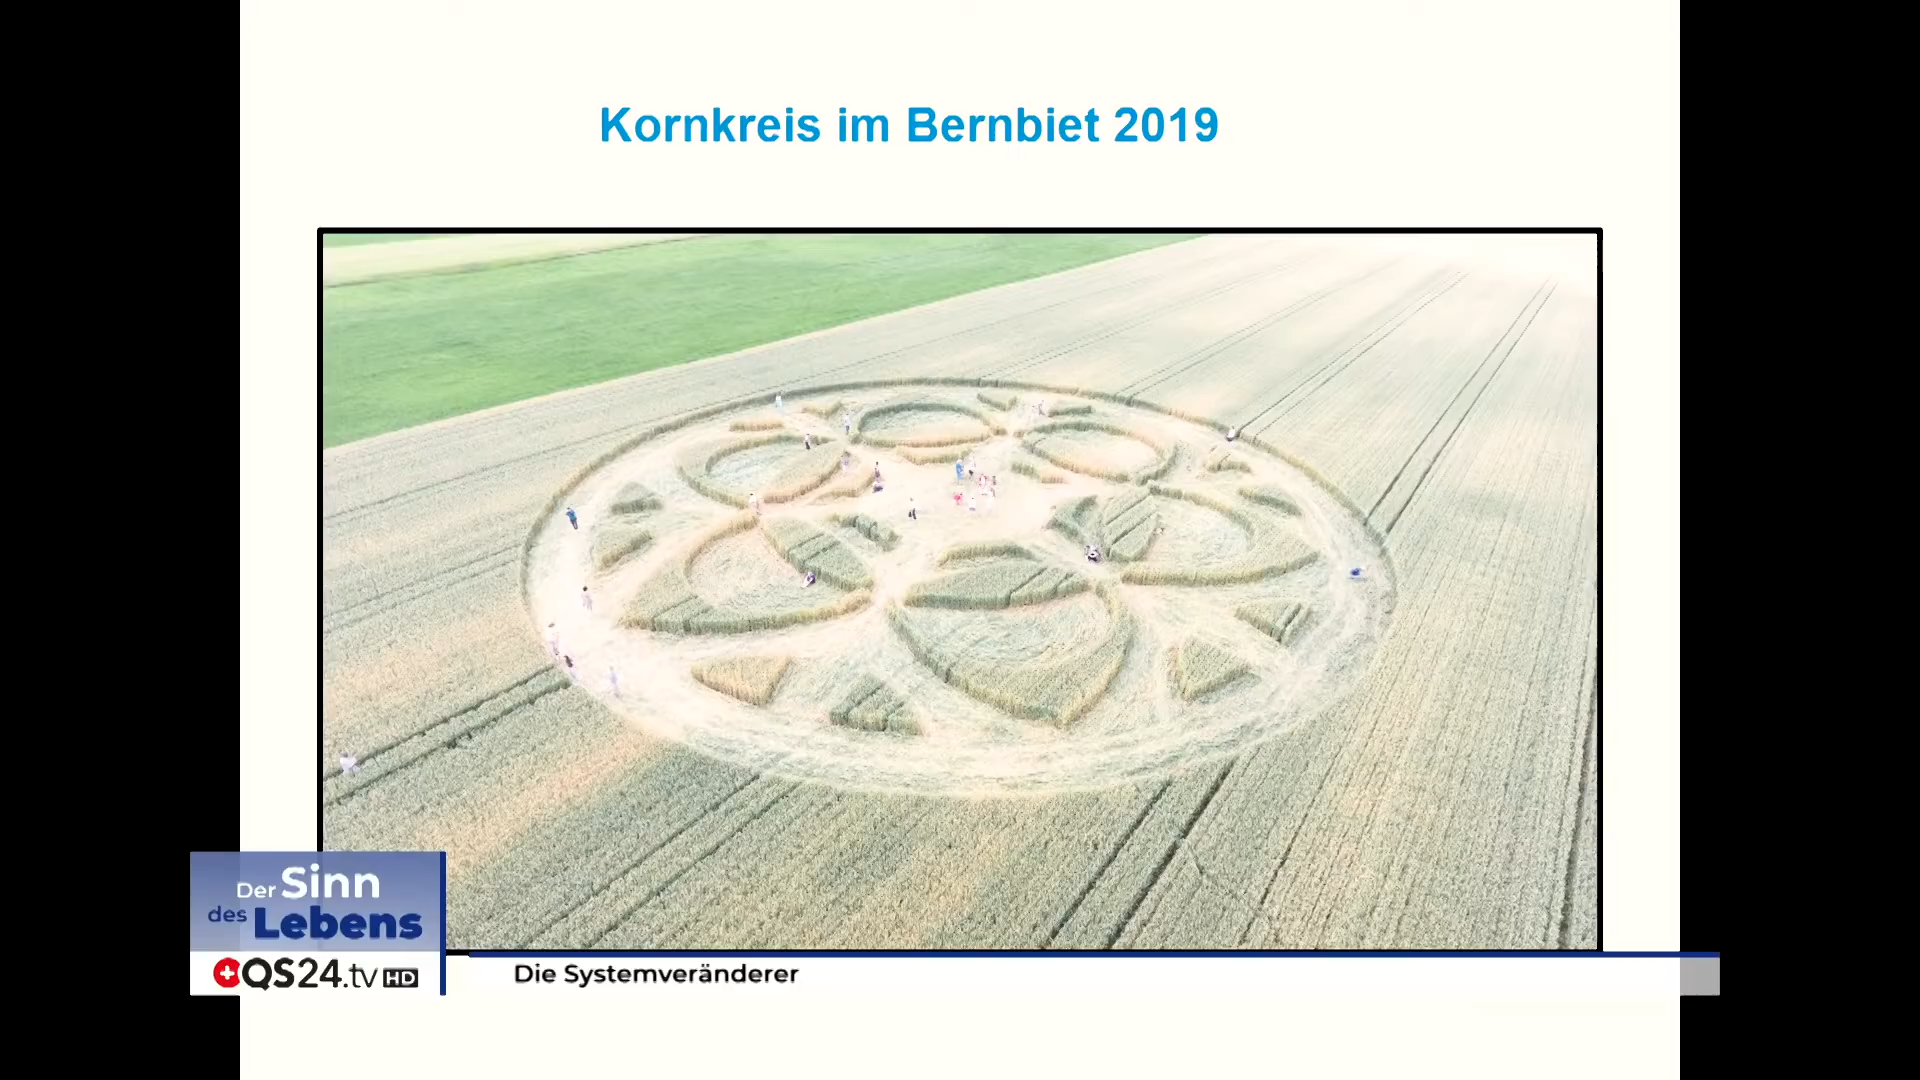 Kornkreis im Bernbiet 2019
Der Sinn
des Lebens
QS24.tv HD
Die Systemveränderer